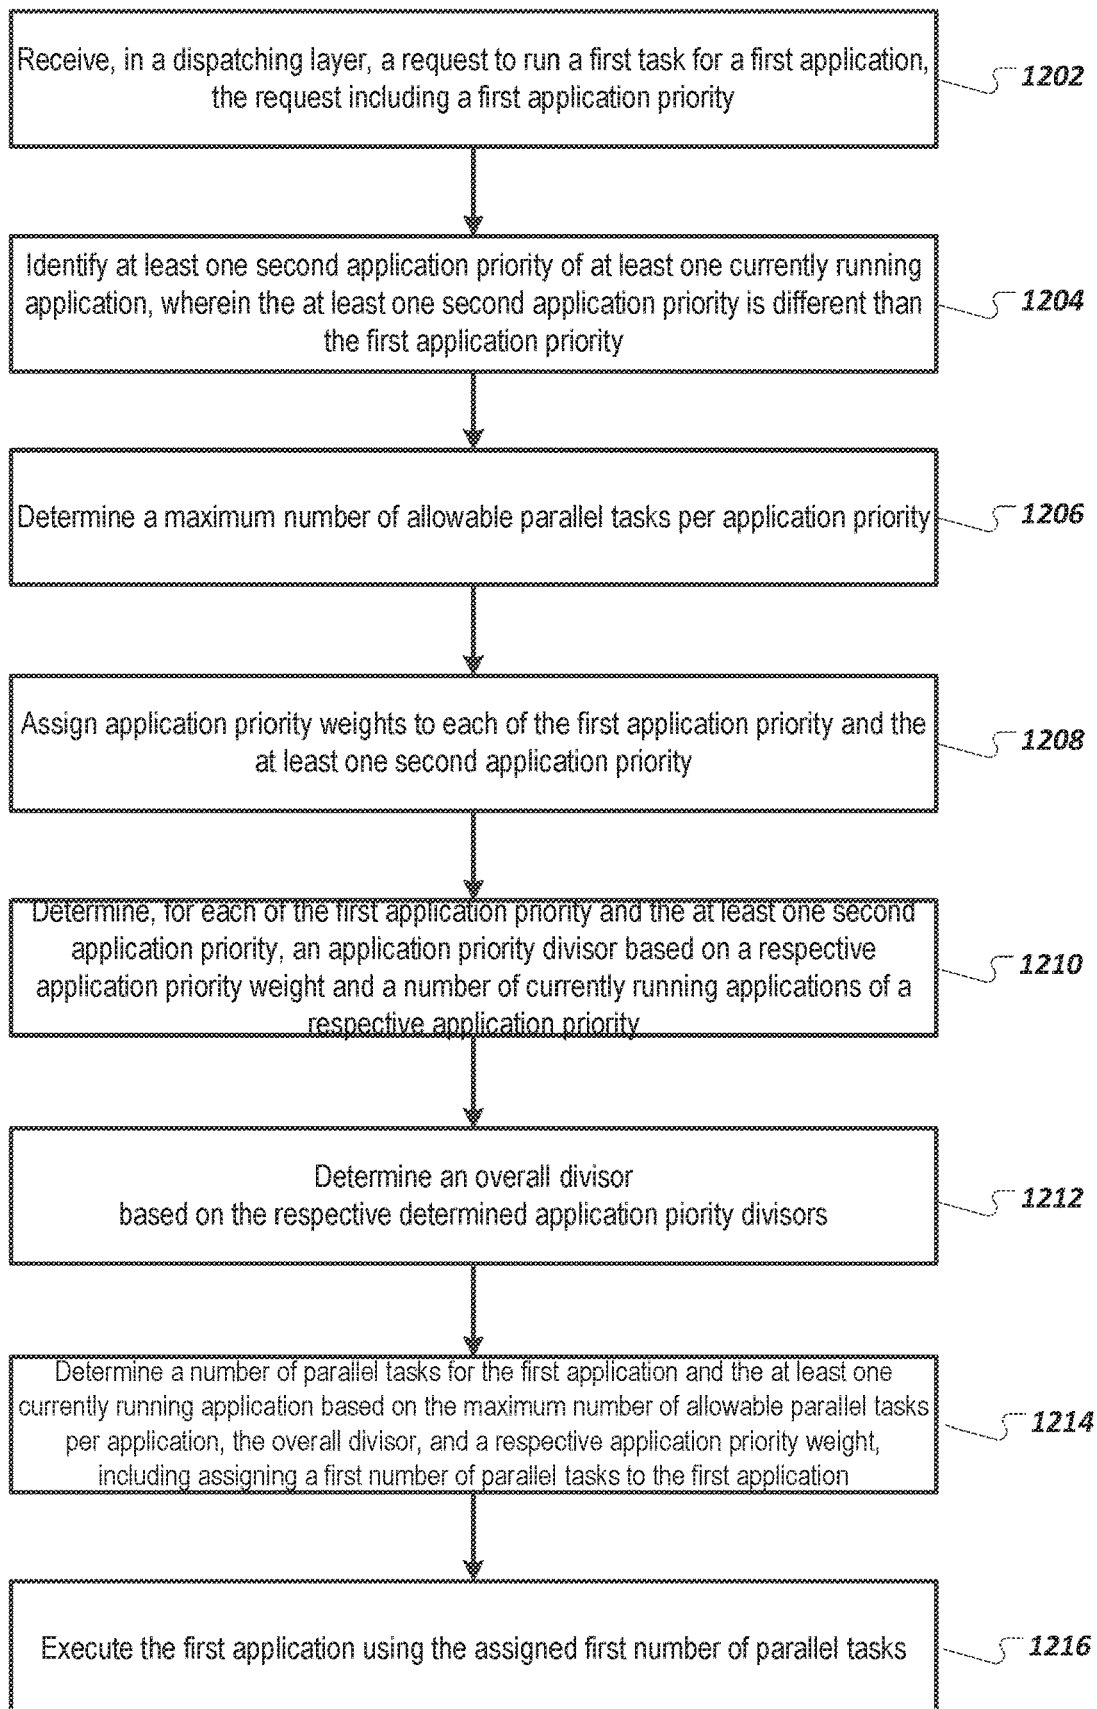 Receive, in a dispatching layer, a request to run a first task for a first application,
the request including a first application priority
1202
Identify at least one second application priority of at least one currently running
application, wherein the at least one second application priority is different than
the first application priority
1204
Determine a maximum number of allowable parallel tasks per application priority
1206
Assign application priority weights to each of the first application priority and the
at least one second application priority
1208
Determine, for each of the first application priority and the at least one second
application priority, an application priority divisor based on a respective
application priority weight and a number of currently running applications of a
respective application priority
1210
Determine an overall divisor
based on the respective determined application piority divisors
1212
Determine a number of parallel tasks for the first application and the at least one
currently running application based on the maximum number of allowable parallel tasks
per application, the overall divisor, and a respective application priority weight,
including assigning a first number of parallel tasks to the first application
1214
Execute the first application using the assigned first number of parallel tasks
1216